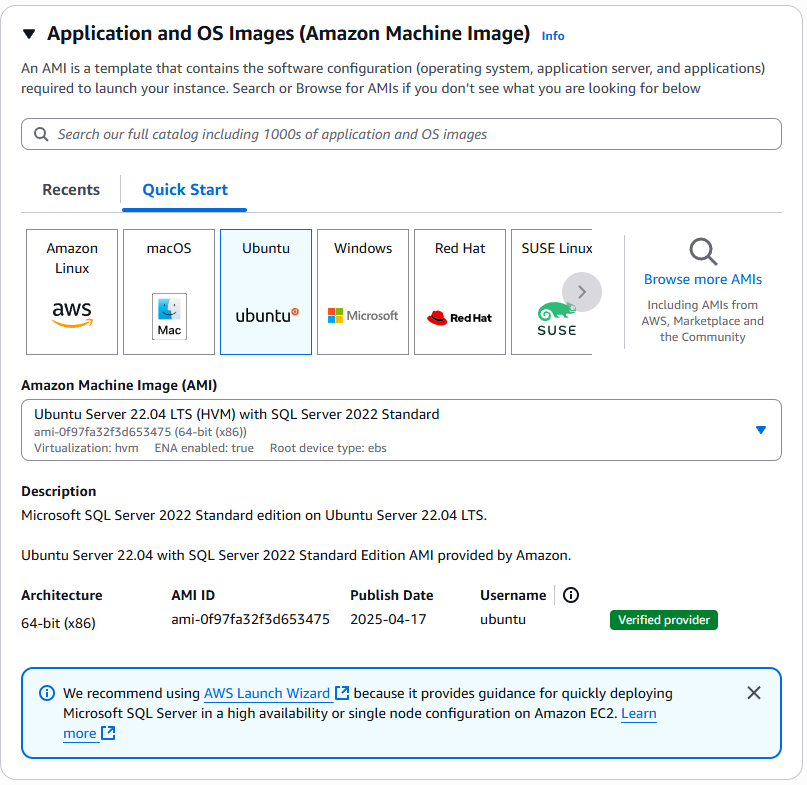 Application and OS Images (Amazon Machine Image) Info
An AMI is a template that contains the software configuration (operating system, application server, and applications)
required to launch your instance. Search or Browse for AMIs if you don't see what you are looking for below
Search our full catalog including 1000s of application and OS images
Recents
Quick Start
Amazon
Linux
aws
macOS
Mac
Ubuntu
ubuntu
Windows
Microsoft
Red Hat
Red Hat
SUSE Linux
SUSE
Browse more AMIs
Including AMIs from
AWS, Marketplace and
the Community
Amazon Machine Image (AMI)
Ubuntu Server 22.04 LTS (HVM) with SQL Server 2022 Standard
ami-0f97fa32f3d653475 (64-bit (x86))
Virtualization: hvm ENA enabled: true Root device type: ebs
Description
Microsoft SQL Server 2022 Standard edition on Ubuntu Server 22.04 LTS.
Ubuntu Server 22.04 with SQL Server 2022 Standard Edition AMI provided by Amazon.
Architecture AMI ID Publish Date Username
64-bit (x86) ami-0f97fa32f3d653475 2025-04-17 ubuntu Verified provider
We recommend using AWS Launch Wizard because it provides guidance for quickly deploying
Microsoft SQL Server in a high availability or single node configuration on Amazon EC2. Learn
more